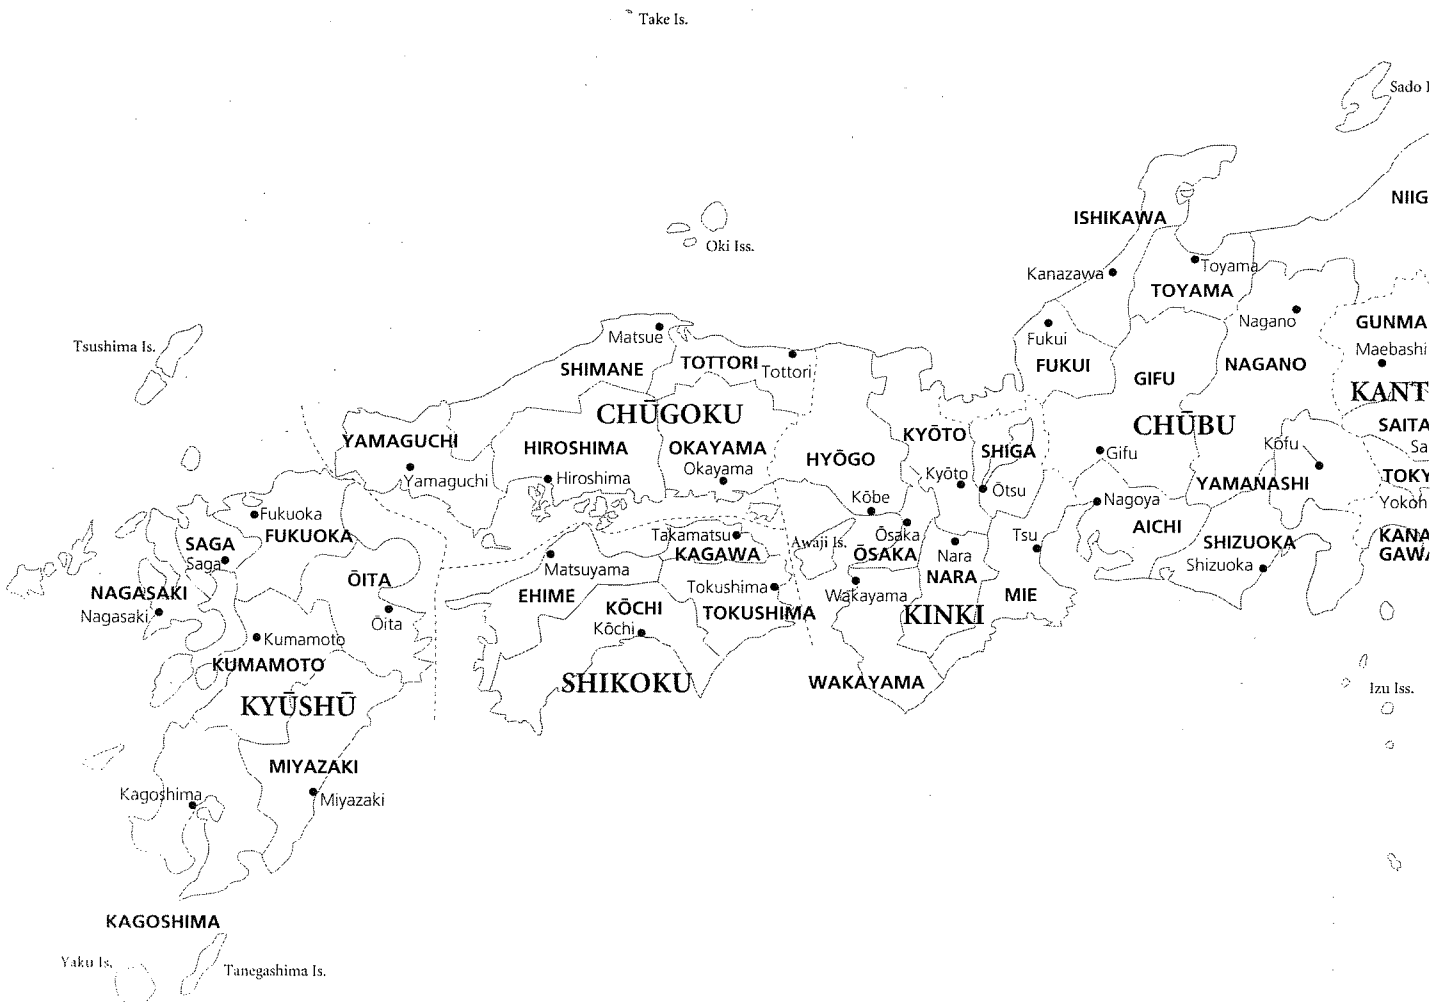 Take Is.
Sado I
NIIG
ISHIKAWA
Oki Iss.
Kanazawa
Toyama
TOYAMA
Tsushima Is.
Matsue
Fukui
Nagano
GUNMA
Maebashi
SHIMANE
TOTTORI
Tottori
FUKUI
GIFU
NAGANO
KANT
CHŪGOKU
CHŪBU
SAITA
Sa
YAMAGUCHI
HIROSHIMA
OKAYAMA
Okayama
HYŌGO
KYŌTO
SHIGA
Gifu
Kōfu
Yamaguchi
Hiroshima
Kyōto
Ōtsu
YAMANASHI
TOKY
Yokoh
Kōbe
Nagoya
AICHI
Fukuoka
FUKUOKA
Takamatsu
KAGAWA
Awaji Is.
Ōsaka
ŌSAKA
Nara
NARA
Tsu
SHIZUOKA
Shizuoka
KANA
GAWA
SAGA
Saga
Matsuyama
EHIME
ŌITA
NAGASAKI
Nagasaki
Ōita
Tokushima
TOKUSHIMA
KŌCHI
Kōchi
Wakayama
KINKI
MIE
Kumamoto
KUMAMOTO
KYŪSHŪ
SHIKOKU
WAKAYAMA
Izu Iss.
MIYAZAKI
Miyazaki
Kagoshima
KAGOSHIMA
Yaku Is.
Tanegashima Is.